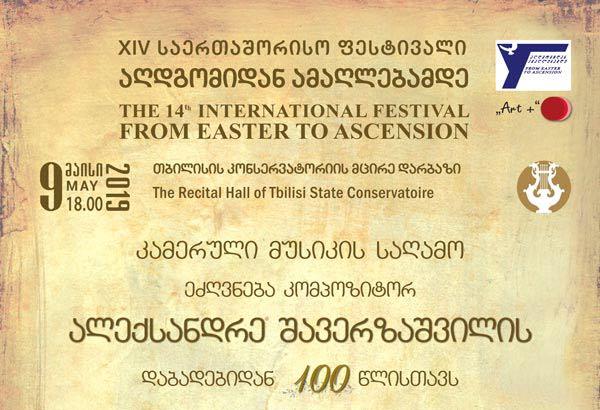 XIV საერთაშორისო ფესტივალი
აღდგომიდან ამაღლებამდე
THE 14th INTERNATIONAL FESTIVAL
FROM EASTER TO ASCENSION
FROM EASTER
TO ASCENSION
„Art +“
9 მაისი
MAY
18.00
2019
თბილისის კონსერვატორიის მცირე დარბაზი
The Recital Hall of Tbilisi State Conservatoire
კამერული მუსიკის საღამო
ეძღვნება კომპოზიტორ
ალექსანდრე შავერზაშვილის
დაბადებიდან 100 წლისთავს